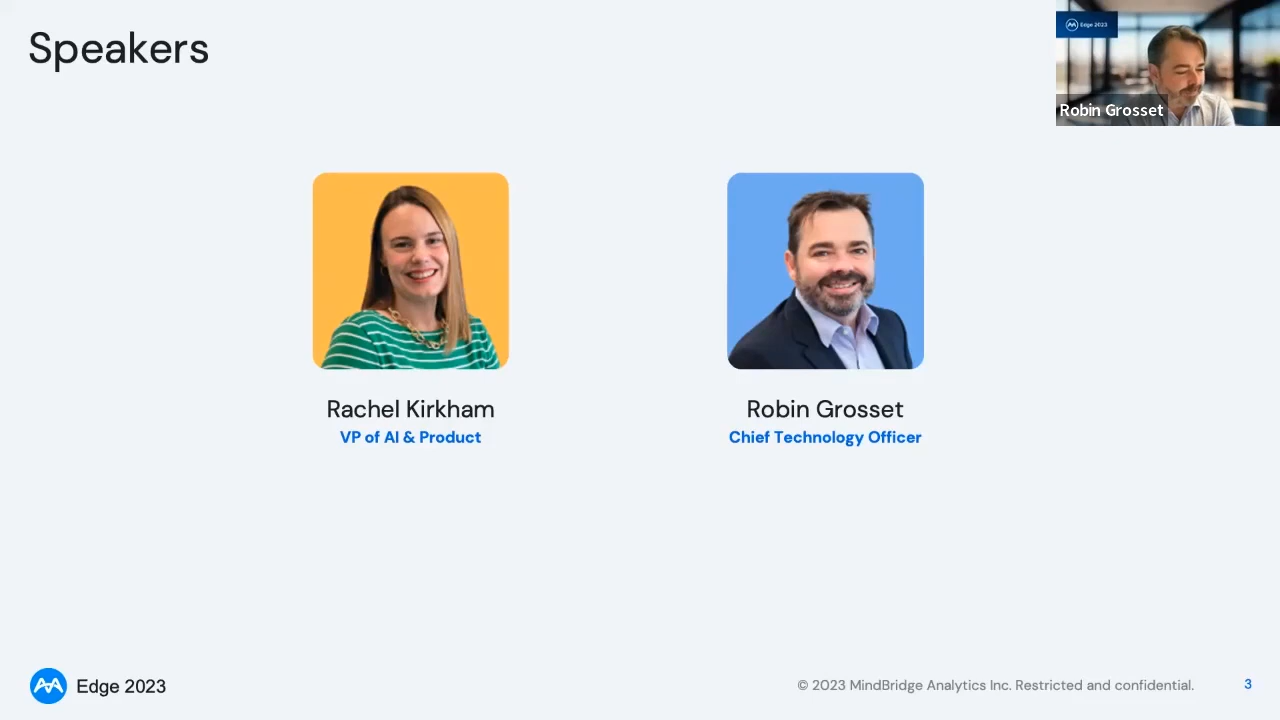 Speakers
Edge 2023
Robin Grosset
Rachel Kirkham
VP of AI & Product
Robin Grosset
Chief Technology Officer
Edge 2023
© 2023 MindBridge Analytics Inc. Restricted and confidential.
3